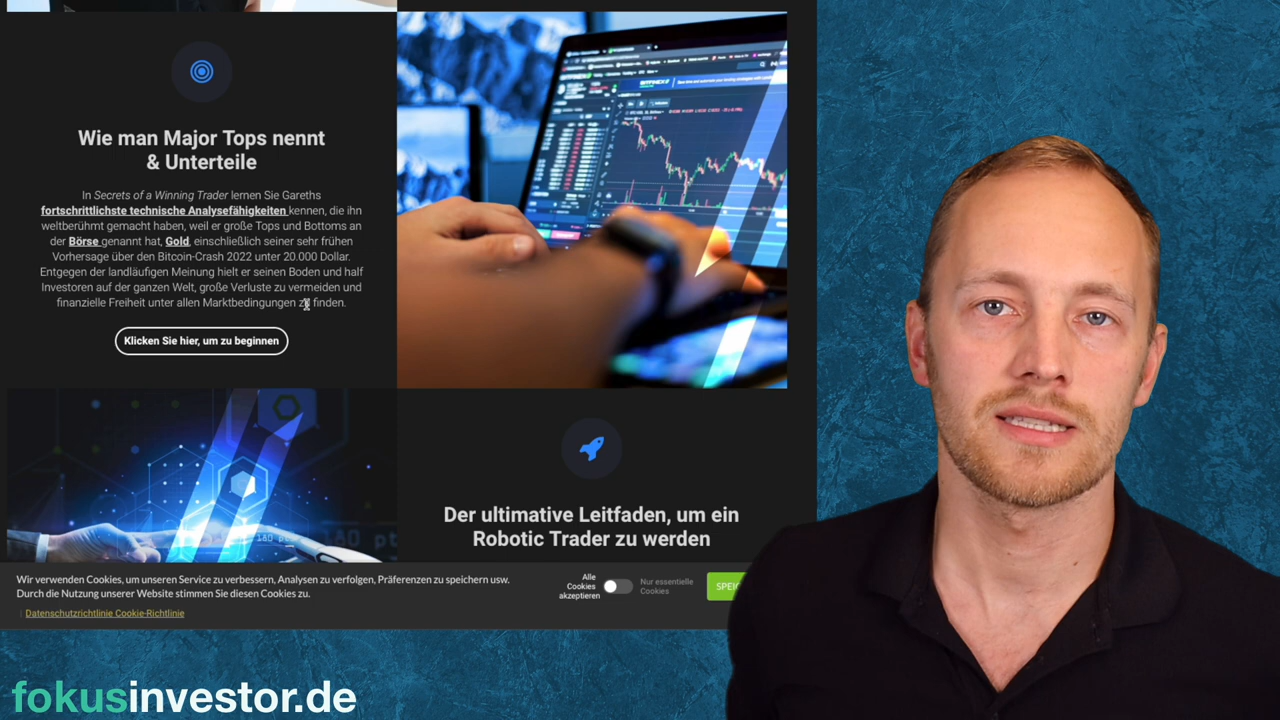 Wie man Major Tops nennt
& Unterteile
In Secrets of a Winning Trader lernen Sie Gareths
fortschrittlichste technische Analysefähigkeiten kennen, die ihn
weltberühmt gemacht haben, weil er große Tops und Bottoms an
der Börse genannt hat, Gold, einschließlich seiner sehr frühen
Vorhersage über den Bitcoin-Crash 2022 unter 20.000 Dollar.
Entgegen der landläufigen Meinung hielt er seinen Boden und half
Investoren auf der ganzen Welt, große Verluste zu vermeiden und
finanzielle Freiheit unter allen Marktbedingungen zu finden.
Klicken Sie hier, um zu beginnen
180 pt
Der ultimative Leitfaden, um ein
Robotic Trader zu werden
Wir verwenden Cookies, um unseren Service zu verbessern, Analysen zu verfolgen, Präferenzen zu speichern usw.
Durch die Nutzung unserer Website stimmen Sie diesen Cookies zu.
| Datenschutzrichtlinie Cookie-Richtlinie
Alle
Cookies
akzeptieren
Nur essentielle
Cookies
fokusinvestor.de